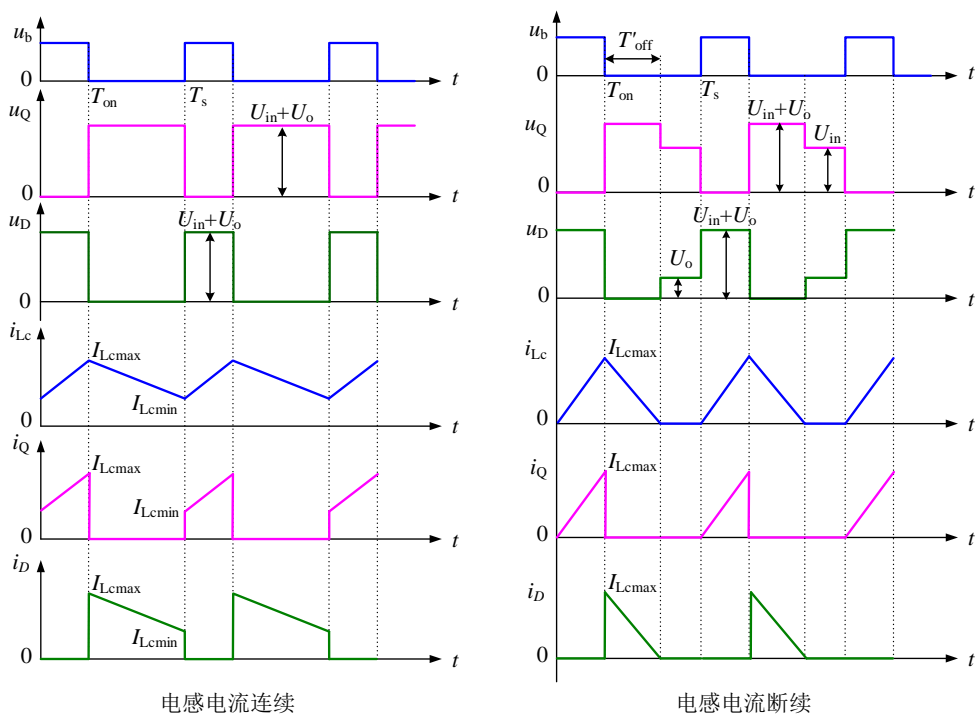 u_b
0
T_on
T_s
t
u_Q
U_in+U_o
0
t
u_D
U_in+U_o
0
t
i_Lc
I_Lcmax
I_Lcmin
0
t
i_Q
I_Lcmax
I_Lcmin
0
t
i_D
I_Lcmax
I_Lcmin
0
t
电感电流连续
u_b
T'_off
0
T_on
T_s
t
u_Q
U_in+U_o
U_in
0
t
u_D
U_in+U_o
U_o
0
t
i_Lc
I_Lcmax
0
t
i_Q
I_Lcmax
0
t
i_D
I_Lcmax
0
t
电感电流断续